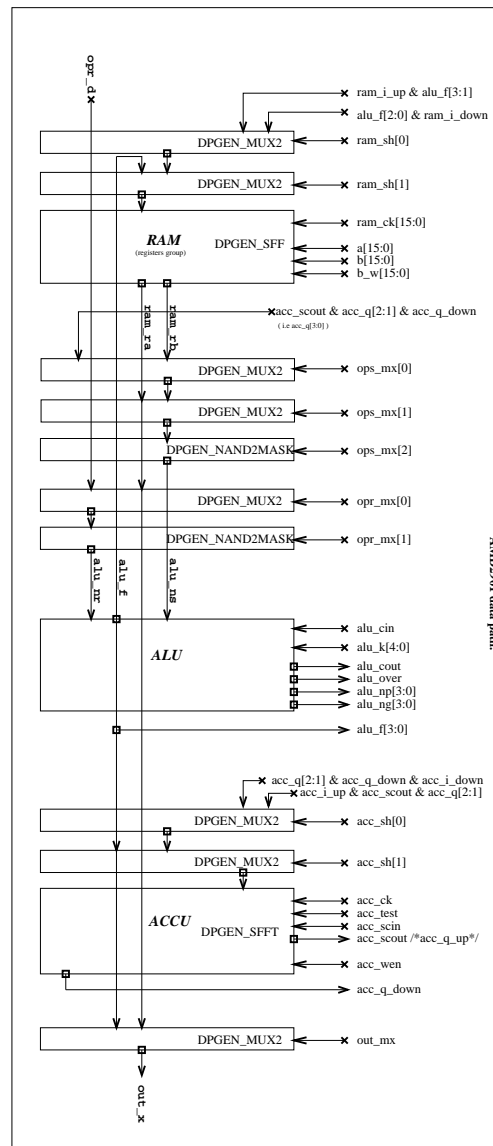 opr_d
ram_i_up & alu_f[3:1]
alu_f[2:0] & ram_i_down
DPGEN_MUX2
ram_sh[0]
DPGEN_MUX2
ram_sh[1]
RAM
(registers group)
DPGEN_SFF
ram_ck[15:0]
a[15:0]
b[15:0]
b_w[15:0]
ram_ra
ram_rb
acc_scout & acc_q[2:1] & acc_q_down
( i.e acc_q[3:0] )
DPGEN_MUX2
ops_mx[0]
DPGEN_MUX2
ops_mx[1]
DPGEN_NAND2MASK
ops_mx[2]
DPGEN_MUX2
opr_mx[0]
DPGEN_NAND2MASK
opr_mx[1]
alu_nr
alu_f
alu_ns
ALU
alu_cin
alu_k[4:0]
alu_cout
alu_over
alu_np[3:0]
alu_ng[3:0]
alu_f[3:0]
acc_q[2:1] & acc_q_down & acc_i_down
acc_i_up & acc_scout & acc_q[2:1]
DPGEN_MUX2
acc_sh[0]
DPGEN_MUX2
acc_sh[1]
ACCU
DPGEN_SFFT
acc_ck
acc_test
acc_scin
acc_scout /*acc_q_up*/
acc_wen
acc_q_down
DPGEN_MUX2
out_mx
out_x
data path